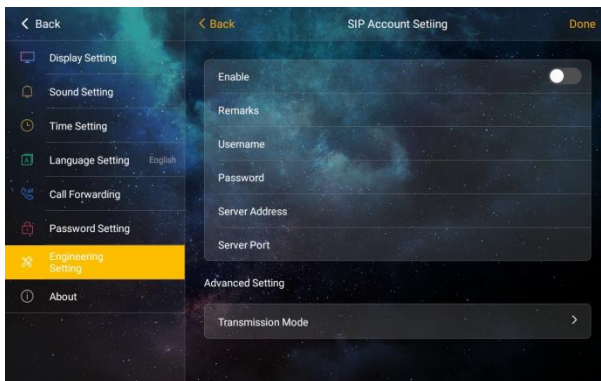 Back
Display Setting
Sound Setting
Time Setting
Language Setting English
Call Forwarding
Password Setting
Engineering
Setting
About
Back SIP Account Setiing Done
Enable
Remarks
Username
Password
Server Address
Server Port
Advanced Setting
Transmission Mode